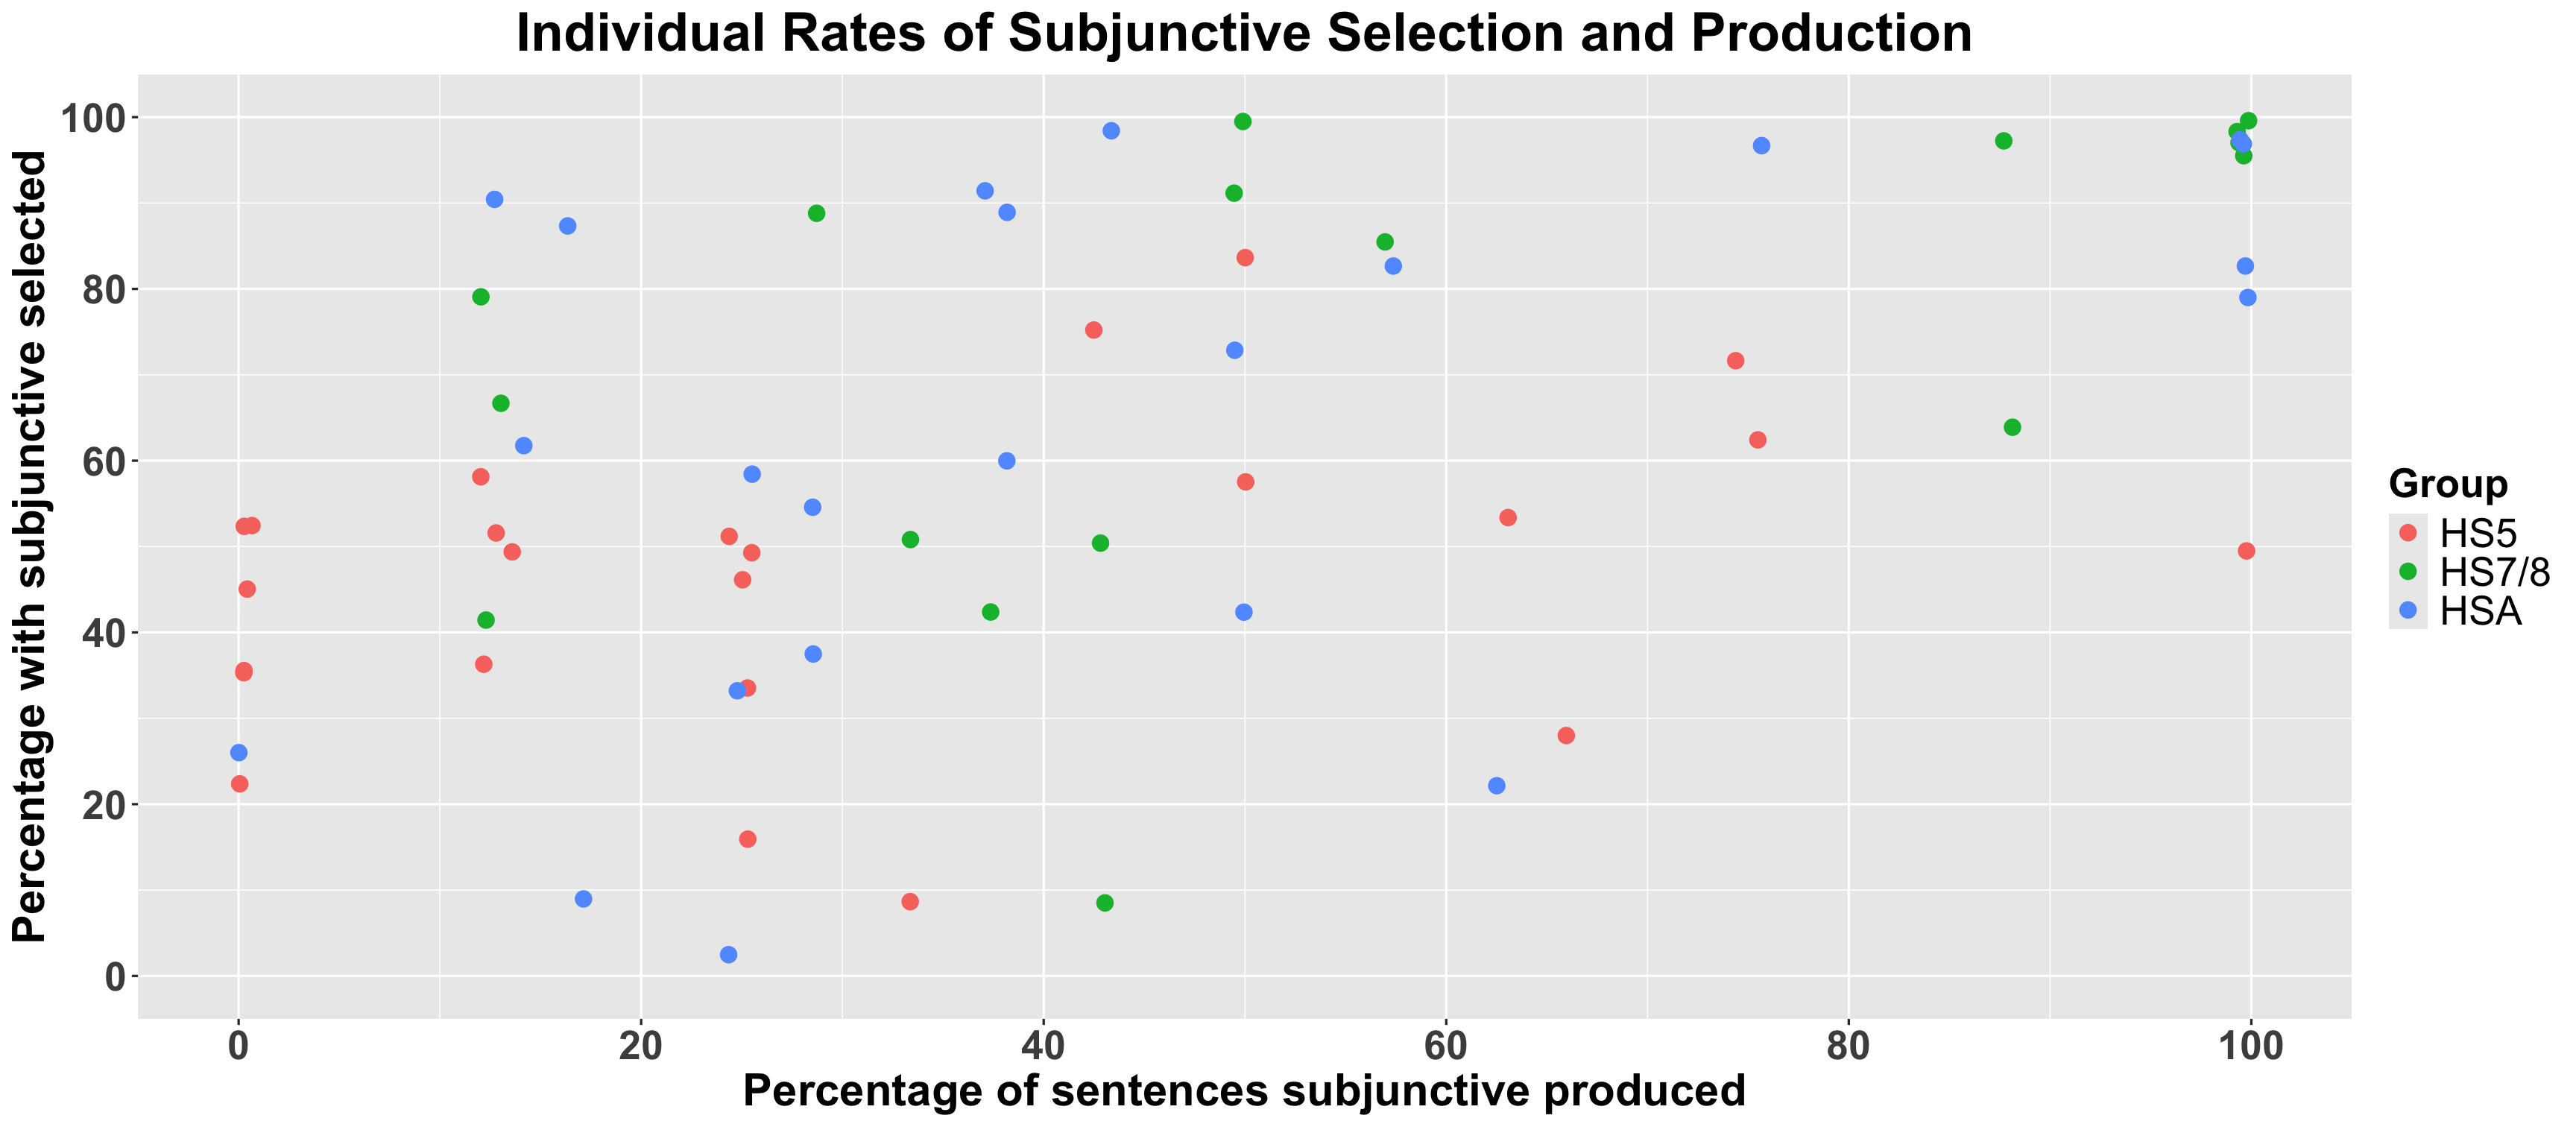 Individual Rates of Subjunctive Selection and Production
Percentage with subjunctive selected
100
80
60
40
20
0
0 20 40 60 80 100
Percentage of sentences subjunctive produced
Group
HS5
HS7/8
HSA